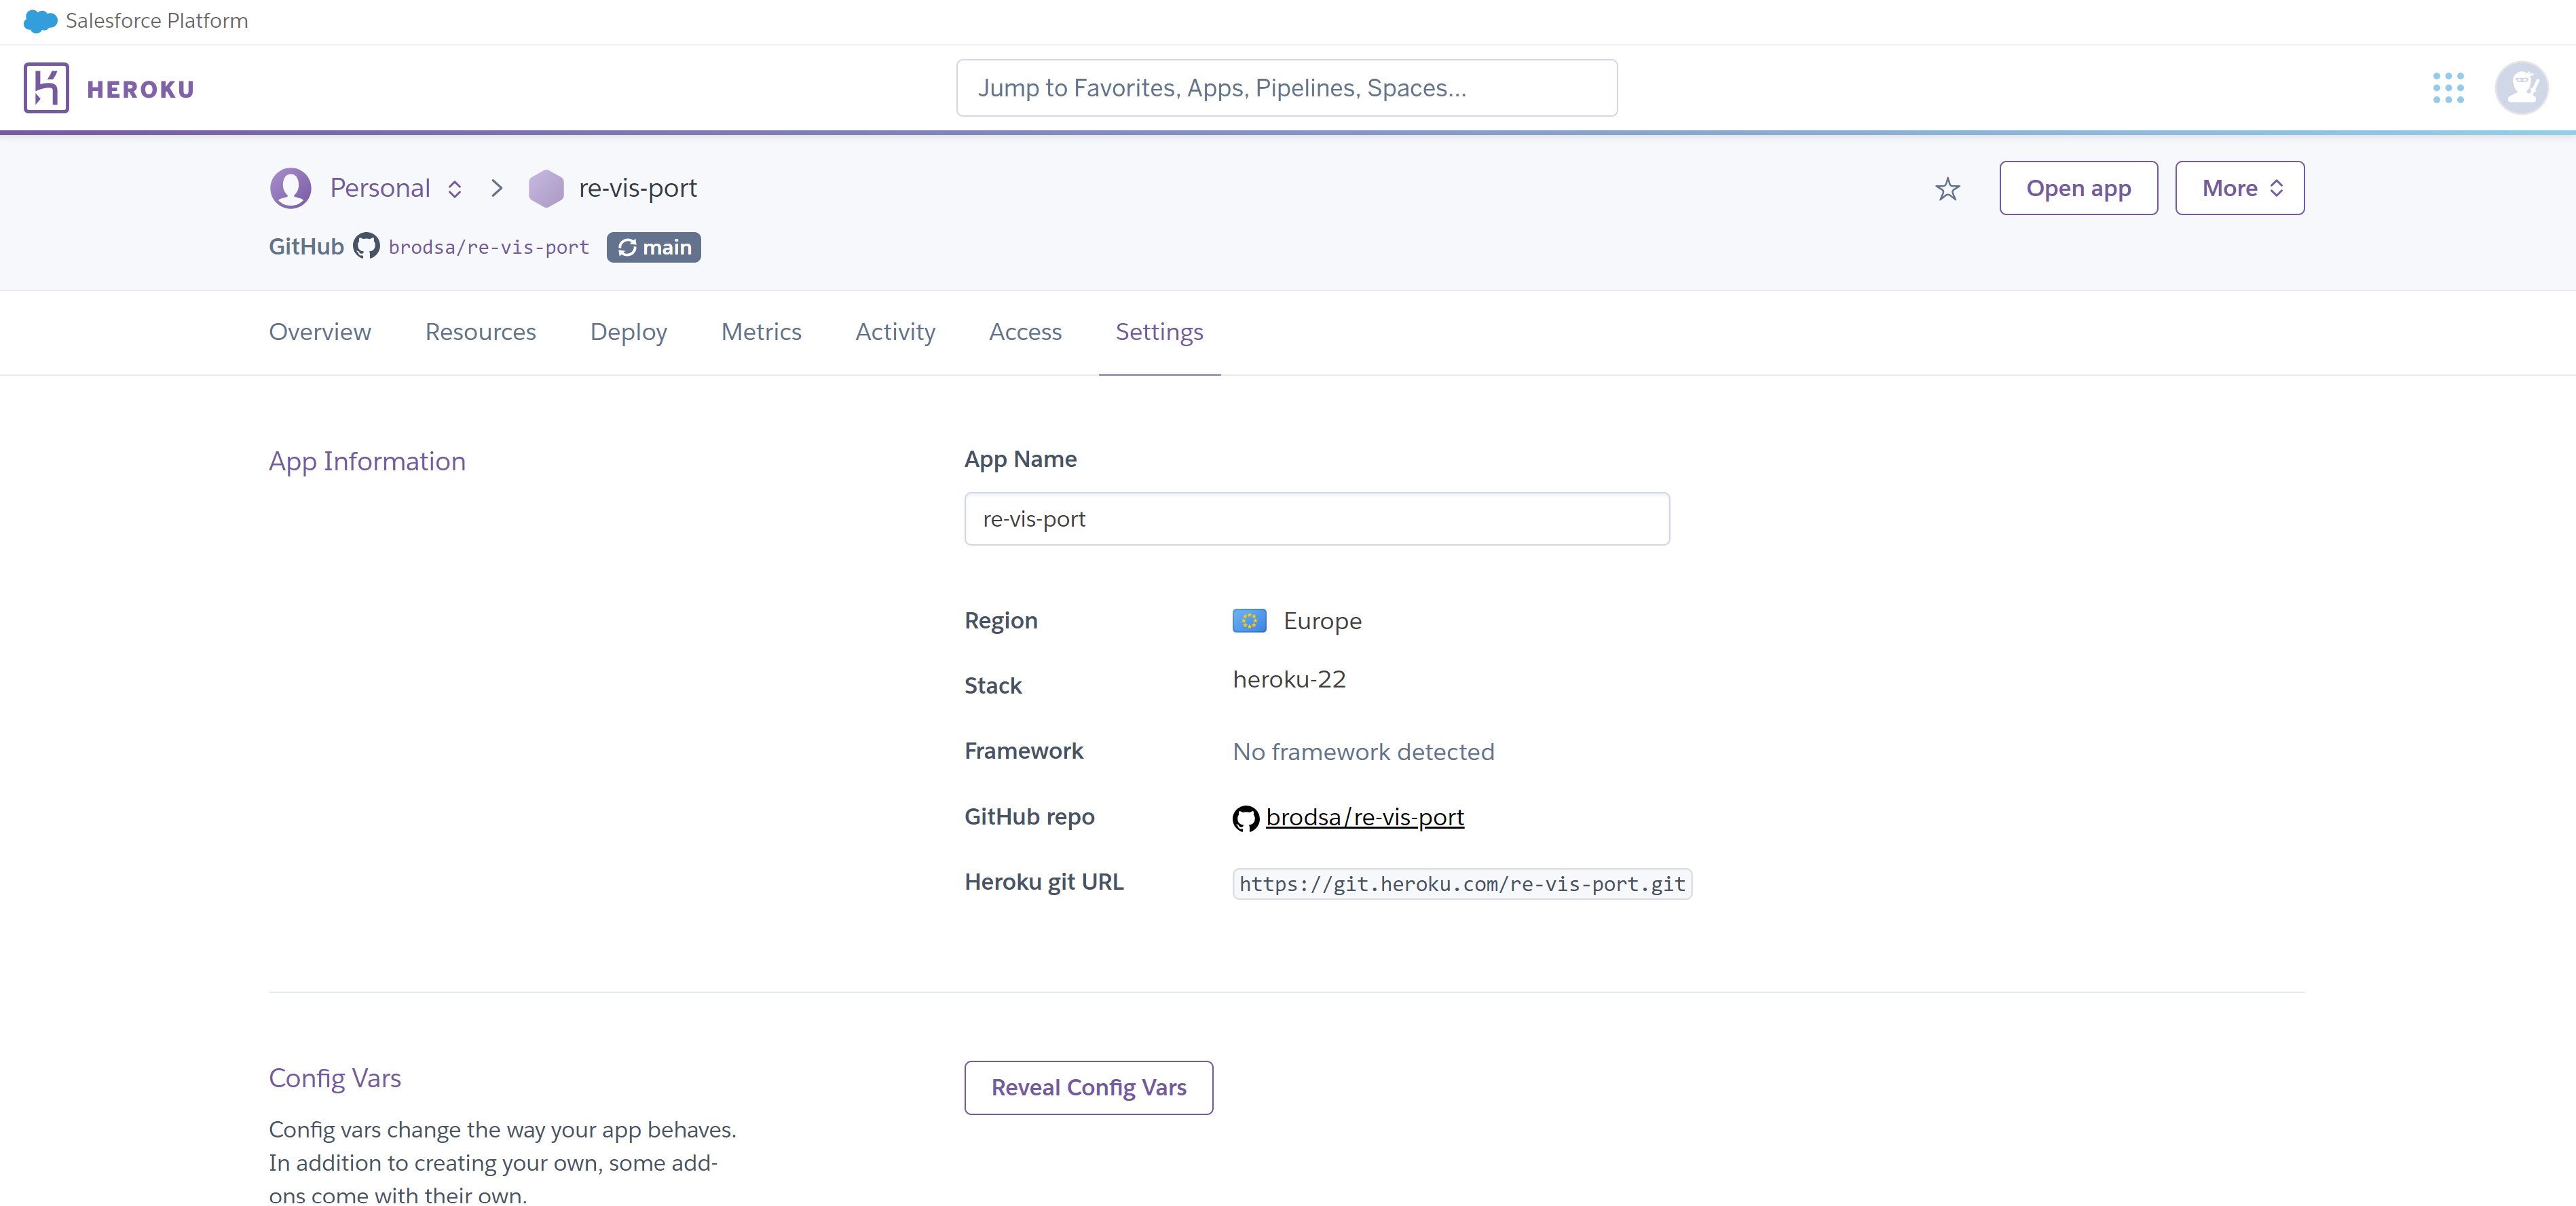 Salesforce Platform
HEROKU
Jump to Favorites, Apps, Pipelines, Spaces...
Personal
re-vis-port
Open app
More
GitHub brodsa/re-vis-port main
Overview Resources Deploy Metrics Activity Access Settings
App Information
App Name
re-vis-port
Region Europe
Stack heroku-22
Framework No framework detected
GitHub repo brodsa/re-vis-port
Heroku git URL https://git.heroku.com/re-vis-port.git
Config Vars
Config vars change the way your app behaves.
In addition to creating your own, some add-
ons come with their own.
Reveal Config Vars